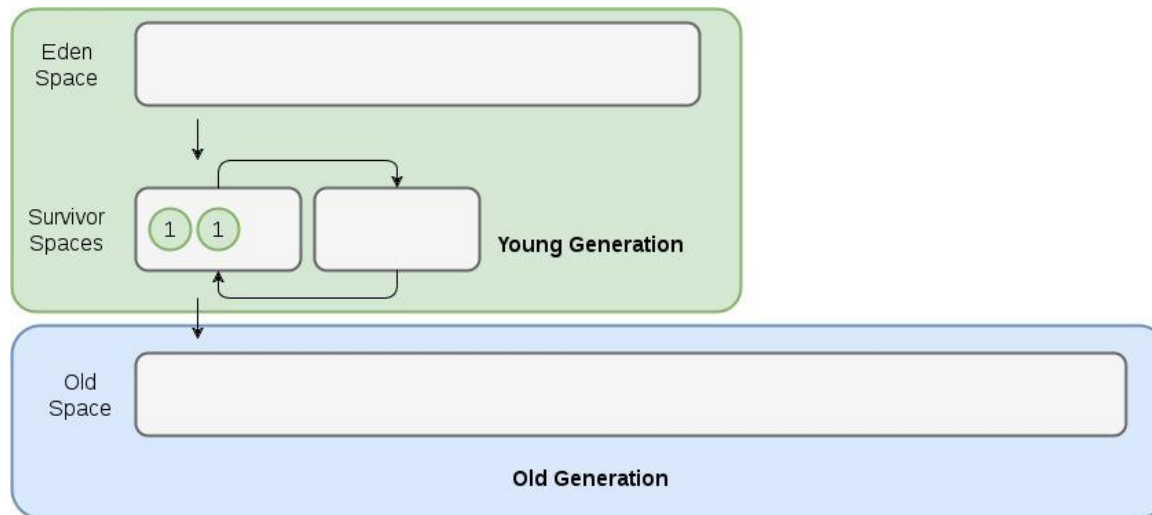 Eden
Space
Survivor
Spaces
1 1
Young Generation
Old
Space
Old Generation